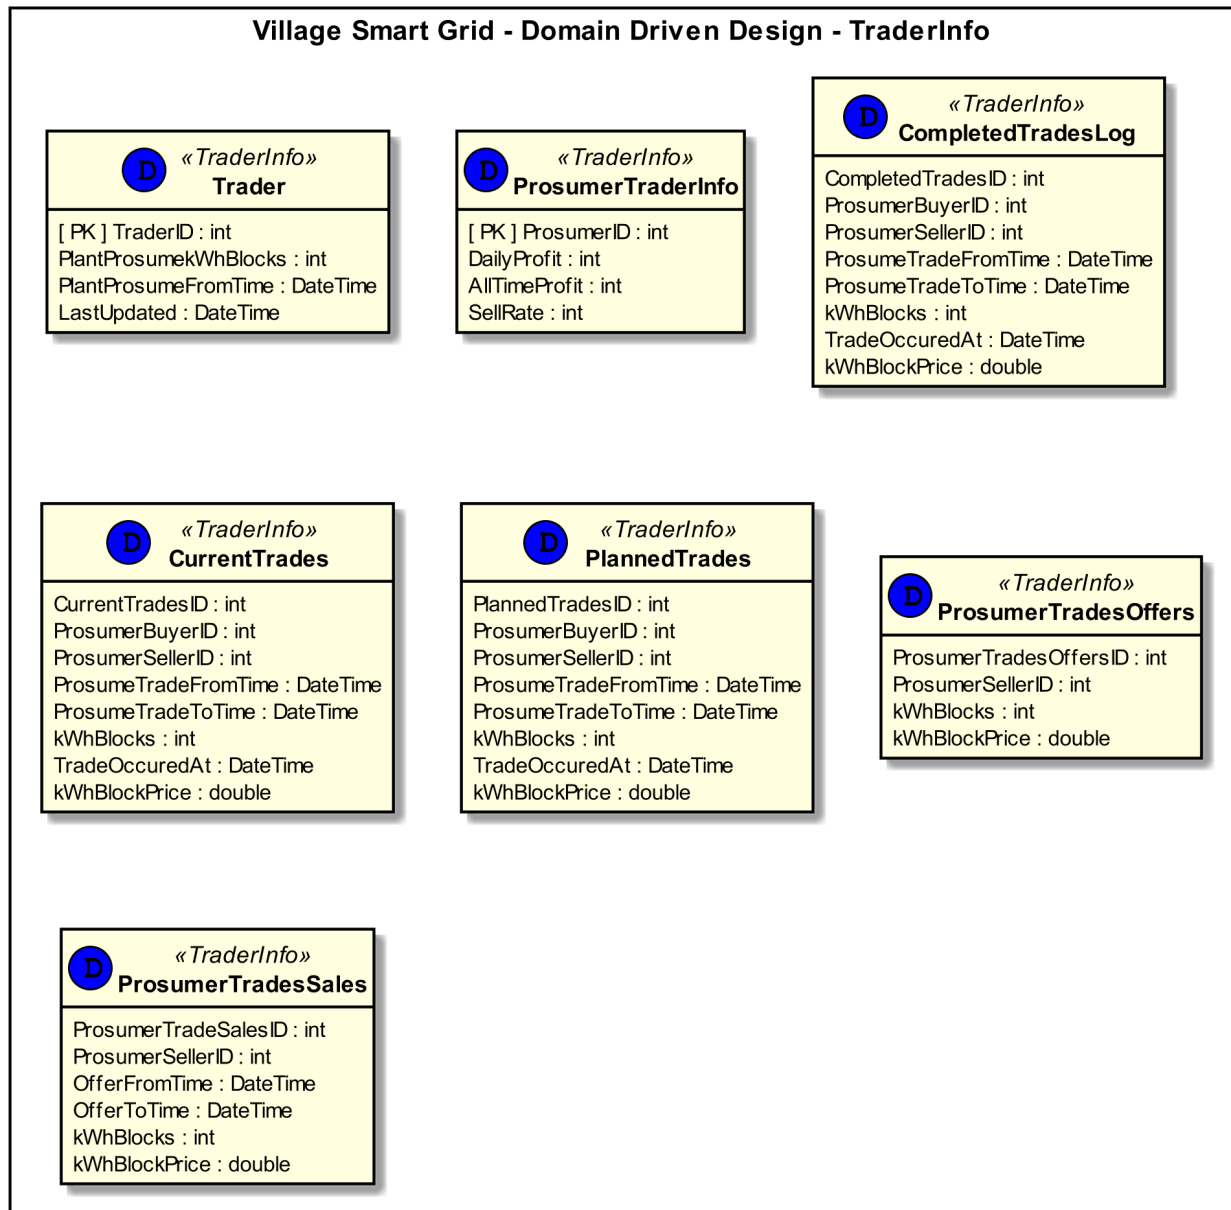 Village Smart Grid - Domain Driven Design - TraderInfo
D
«TraderInfo»
Trader
[ PK ] TraderID : int
PlantProsumekWhBlocks : int
PlantProsumeFromTime : DateTime
LastUpdated : DateTime
D
«TraderInfo»
ProsumerTraderInfo
[ PK ] ProsumerID : int
DailyProfit : int
AllTimeProfit : int
SellRate : int
D
«TraderInfo»
CompletedTradesLog
CompletedTradesID : int
ProsumerBuyerID : int
ProsumerSellerID : int
ProsumeTradeFromTime : DateTime
ProsumeTradeToTime : DateTime
kWhBlocks : int
TradeOccuredAt : DateTime
kWhBlockPrice : double
D
«TraderInfo»
CurrentTrades
CurrentTradesID : int
ProsumerBuyerID : int
ProsumerSellerID : int
ProsumeTradeFromTime : DateTime
ProsumeTradeToTime : DateTime
kWhBlocks : int
TradeOccuredAt : DateTime
kWhBlockPrice : double
D
«TraderInfo»
PlannedTrades
PlannedTradesID : int
ProsumerBuyerID : int
ProsumerSellerID : int
ProsumeTradeFromTime : DateTime
ProsumeTradeToTime : DateTime
kWhBlocks : int
TradeOccuredAt : DateTime
kWhBlockPrice : double
D
«TraderInfo»
ProsumerTradesOffers
ProsumerTradesOffersID : int
ProsumerSellerID : int
kWhBlocks : int
kWhBlockPrice : double
D
«TraderInfo»
ProsumerTradesSales
ProsumerTradeSalesID : int
ProsumerSellerID : int
OfferFromTime : DateTime
OfferToTime : DateTime
kWhBlocks : int
kWhBlockPrice : double